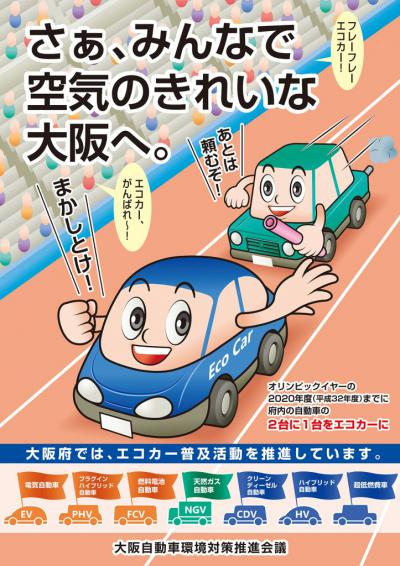 さぁ、みんなで
空気のきれいな
大阪へ。
フレーフレー
エコカー！
あとは
頼むぞ！
エコカー、
がんばれ〜！
まかしとけ！
Eco Car
オリンピックイヤーの
2020年度(平成32年度)までに
府内の自動車の
2台に1台をエコカーに
大阪府では、エコカー普及活動を推進しています。
電気自動車
EV
プラグイン
ハイブリッド
自動車
PHV
燃料電池
自動車
FCV
天然ガス
自動車
NGV
クリーン
ディーゼル
自動車
CDV
ハイブリッド
自動車
HV
超低燃費車
大阪自動車環境対策推進会議